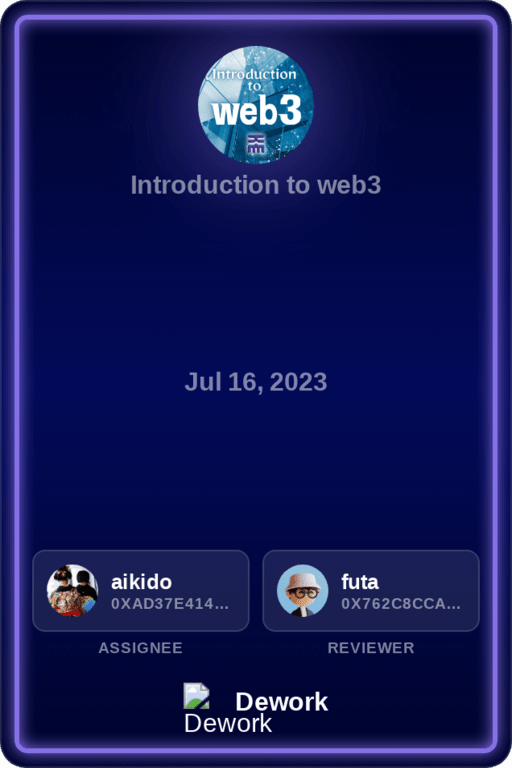 Introduction
to
web3
Introduction to web3
Jul 16, 2023
aikido
0XAD37E414...
futa
0X762C8CCA...
ASSIGNEE
REVIEWER
Dework
Dework